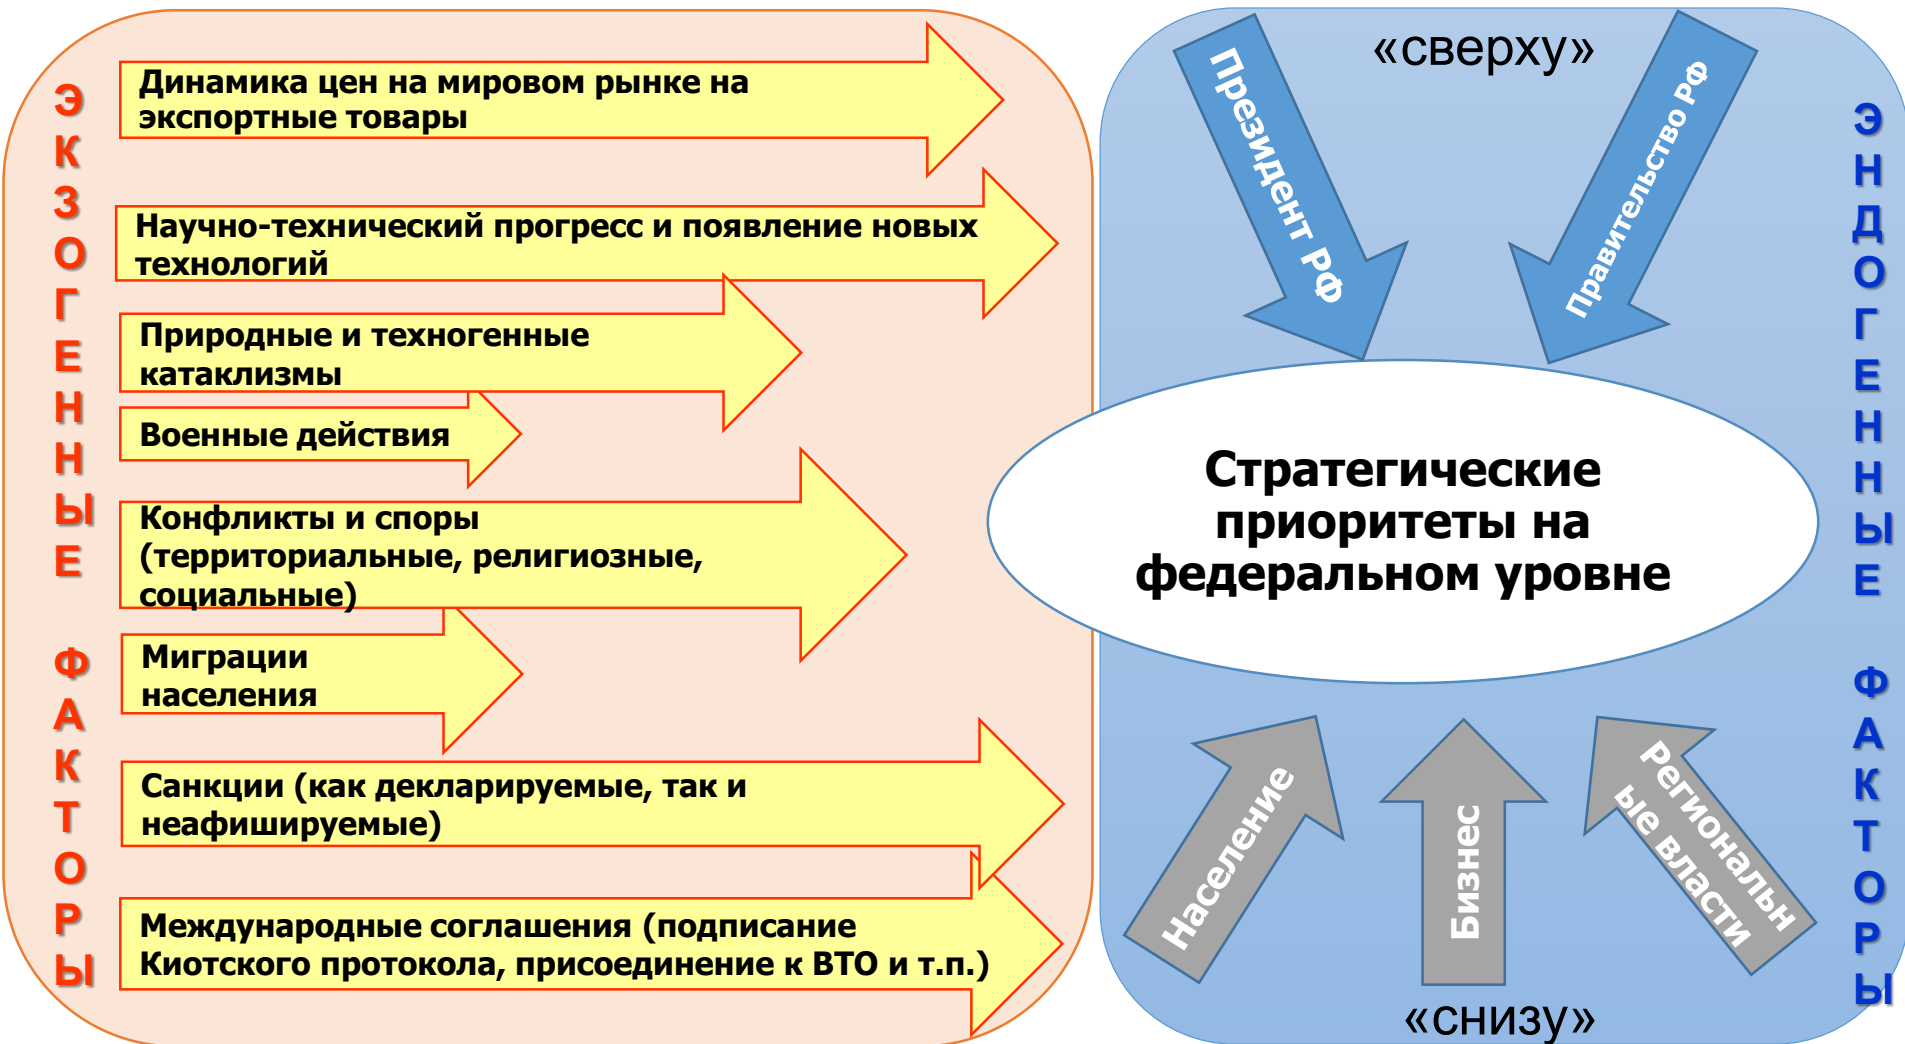 ЭКЗОГЕННЫЕ ФАКТОРЫ
Динамика цен на мировом рынке на
экспортные товары
Научно-технический прогресс и появление новых
технологий
Природные и техногенные
катаклизмы
Военные действия
Конфликты и споры
(территориальные, религиозные,
социальные)
Миграции
населения
Санкции (как декларируемые, так и
неафишируемые)
Международные соглашения (подписание
Киотского протокола, присоединение к ВТО и т.п.)
«сверху»
Президент РФ
Правительство РФ
Стратегические
приоритеты на
федеральном уровне
Население
Бизнес
Региональн
ые власти
«снизу»
ЭНДОГЕННЫЕ ФАКТОРЫ